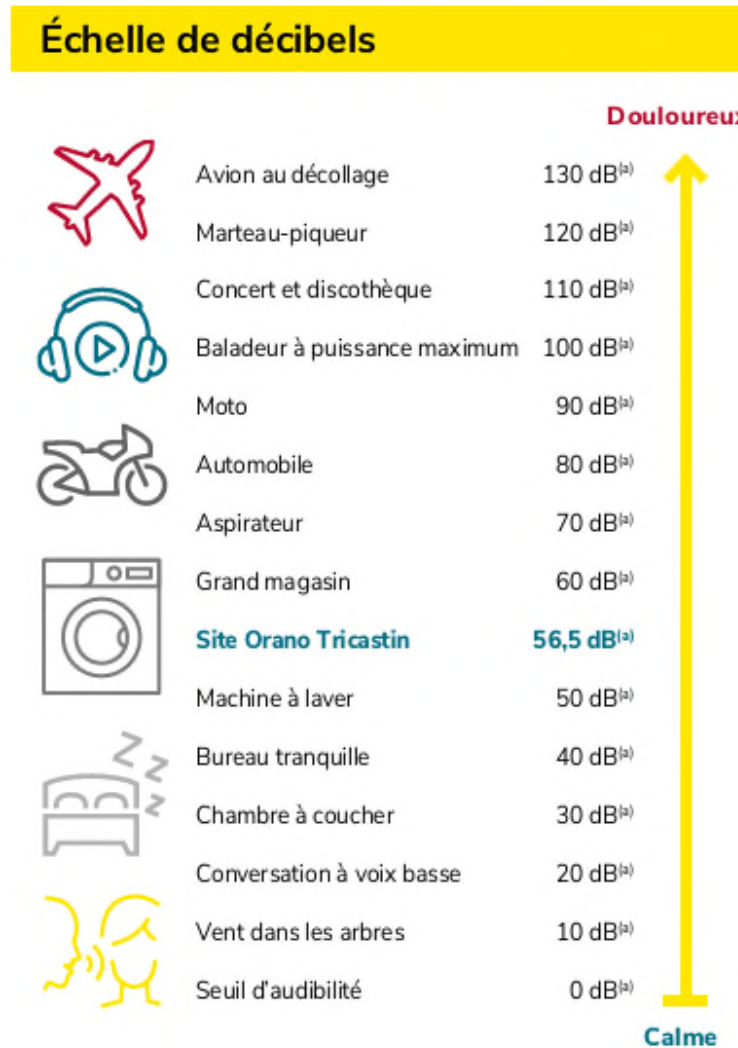 Échelle de décibels
Douloureux
Avion au décollage 130 dB(a)
Marteau-piqueur 120 dB(a)
Concert et discothèque 110 dB(a)
Baladeur à puissance maximum 100 dB(a)
Moto 90 dB(a)
Automobile 80 dB(a)
Aspirateur 70 dB(a)
Grand magasin 60 dB(a)
Site Orano Tricastin 56,5 dB(a)
Machine à laver 50 dB(a)
Bureau tranquille 40 dB(a)
Z Z Z
Chambre à coucher 30 dB(a)
Conversation à voix basse 20 dB(a)
Vent dans les arbres 10 dB(a)
Seuil d'audibilité 0 dB(a)
Calme